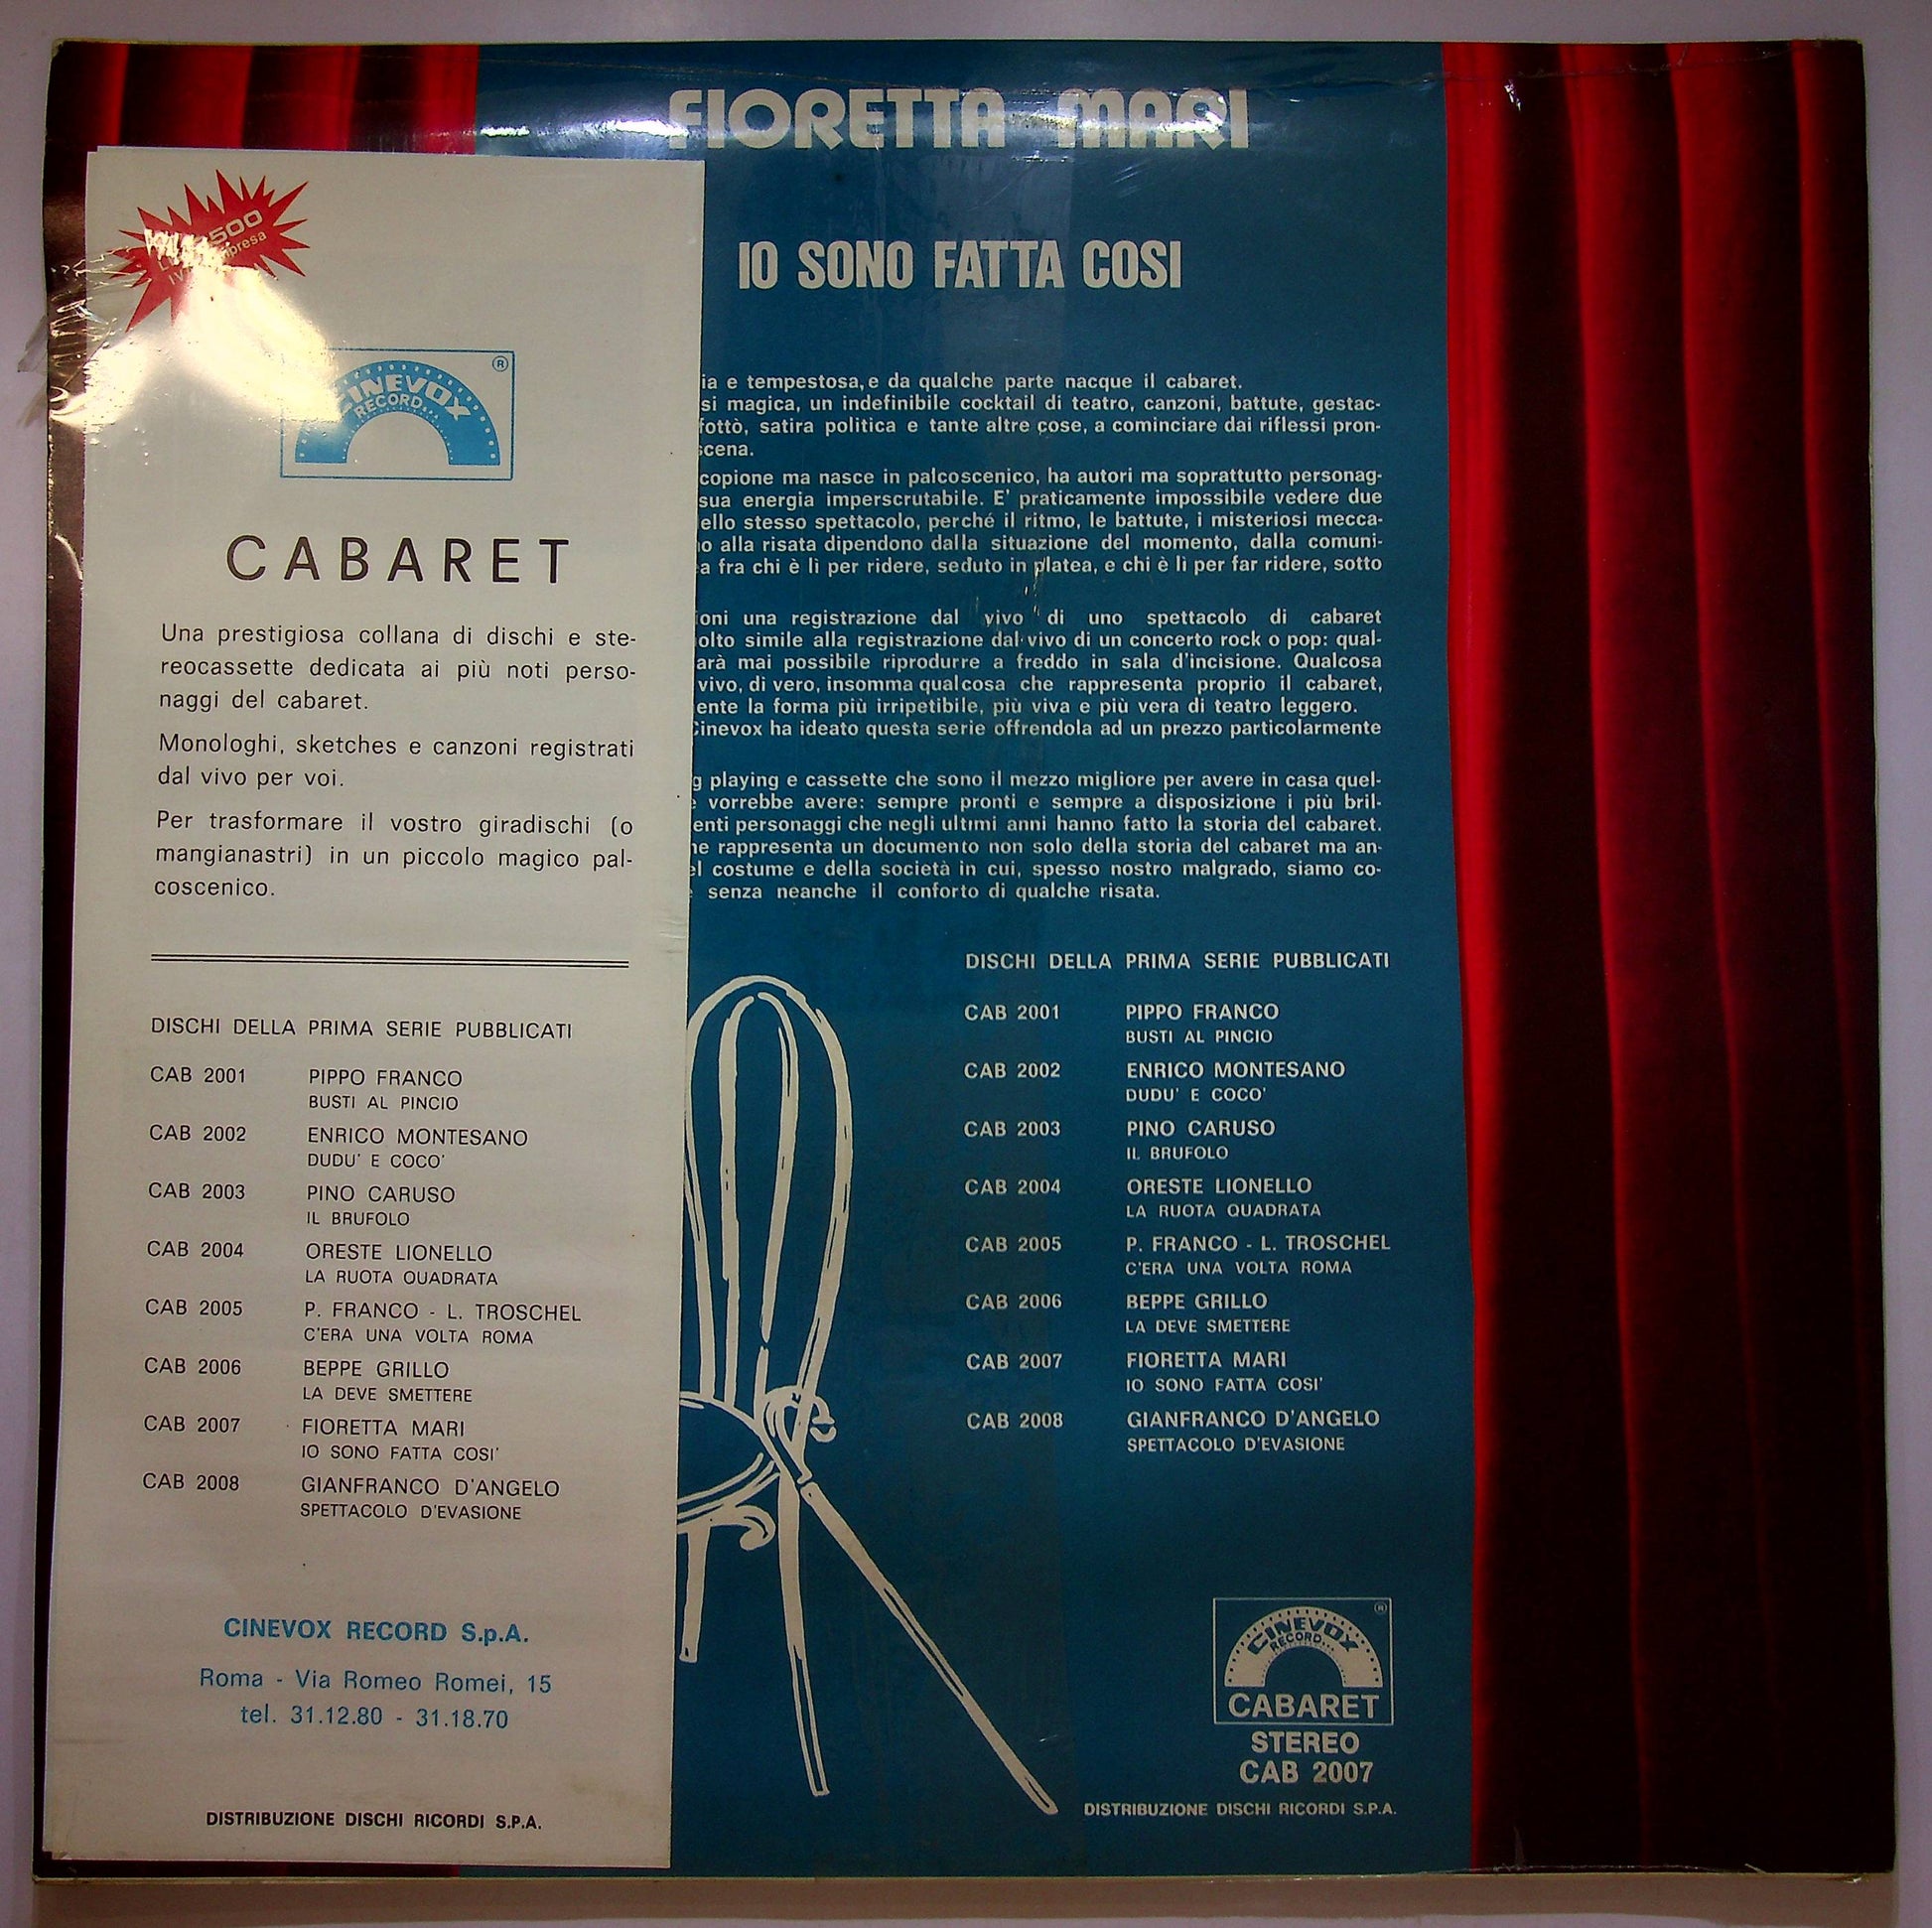 FIORETTA MARI
IO SONO FATTA COSI
500
presa
CINEVOX
RECORD...
®
CABARET
Una prestigiosa collana di dischi e ste-
reocassette dedicata ai più noti perso-
naggi del cabaret.
Monologhi, sketches e canzoni registrati
dal vivo per voi.
Per trasformare il vostro giradischi (o
mangianastri) in un piccolo magico pal-
coscenico.
DISCHI DELLA PRIMA SERIE PUBBLICATI
CAB 2001 PIPPO FRANCO
BUSTI AL PINCIO
CAB 2002 ENRICO MONTESANO
DUDU' E COCO'
CAB 2003 PINO CARUSO
IL BRUFOLO
CAB 2004 ORESTE LIONELLO
LA RUOTA QUADRATA
CAB 2005 P. FRANCO - L. TROSCHEL
C'ERA UNA VOLTA ROMA
CAB 2006 BEPPE GRILLO
LA DEVE SMETTERE
CAB 2007 FIORETTA MARI
IO SONO FATTA COSI'
CAB 2008 GIANFRANCO D'ANGELO
SPETTACOLO D'EVASIONE
CINEVOX RECORD S.p.A.
Roma - Via Romeo Romei, 15
tel. 31.12.80 - 31.18.70
DISTRIBUZIONE DISCHI RICORDI S.P.A.
ia e tempestosa, e da qualche parte nacque il cabaret.
si magica, un indefinibile cocktail di teatro, canzoni, battute, gestac-
fottò, satira politica e tante altre cose, a cominciare dai riflessi pron-
scena.
copione ma nasce in palcoscenico, ha autori ma soprattutto personag-
sua energia imperscrutabile. E' praticamente impossibile vedere due
ello stesso spettacolo, perché il ritmo, le battute, i misteriosi mecca-
o alla risata dipendono dalla situazione del momento, dalla comuni-
a fra chi è lì per ridere, seduto in platea, e chi è lì per far ridere, sotto
ioni una registrazione dal "vivo" di uno spettacolo di cabaret
olto simile alla registrazione dal vivo di un concerto rock o pop: qual-
arà mai possibile riprodurre a freddo in sala d'incisione. Qualcosa
vivo, di vero, insomma qualcosa che rappresenta proprio il cabaret,
ente la forma più irripetibile, più viva e più vera di teatro leggero.
Cinevox ha ideato questa serie offrendola ad un prezzo particolarmente
g playing e cassette che sono il mezzo migliore per avere in casa quel-
e vorrebbe avere: sempre pronti e sempre a disposizione i più bril-
enti personaggi che negli ultimi anni hanno fatto la storia del cabaret.
he rappresenta un documento non solo della storia del cabaret ma an-
el costume e della società in cui, spesso nostro malgrado, siamo co-
e senza neanche il conforto di qualche risata.
DISCHI DELLA PRIMA SERIE PUBBLICATI
CAB 2001 PIPPO FRANCO
BUSTI AL PINCIO
CAB 2002 ENRICO MONTESANO
DUDU' E COCO'
CAB 2003 PINO CARUSO
IL BRUFOLO
CAB 2004 ORESTE LIONELLO
LA RUOTA QUADRATA
CAB 2005 P. FRANCO - L. TROSCHEL
C'ERA UNA VOLTA ROMA
CAB 2006 BEPPE GRILLO
LA DEVE SMETTERE
CAB 2007 FIORETTA MARI
IO SONO FATTA COSI'
CAB 2008 GIANFRANCO D'ANGELO
SPETTACOLO D'EVASIONE
®
CINEVOX
RECORD...
CABARET
STEREO
CAB 2007
DISTRIBUZIONE DISCHI RICORDI S.P.A.